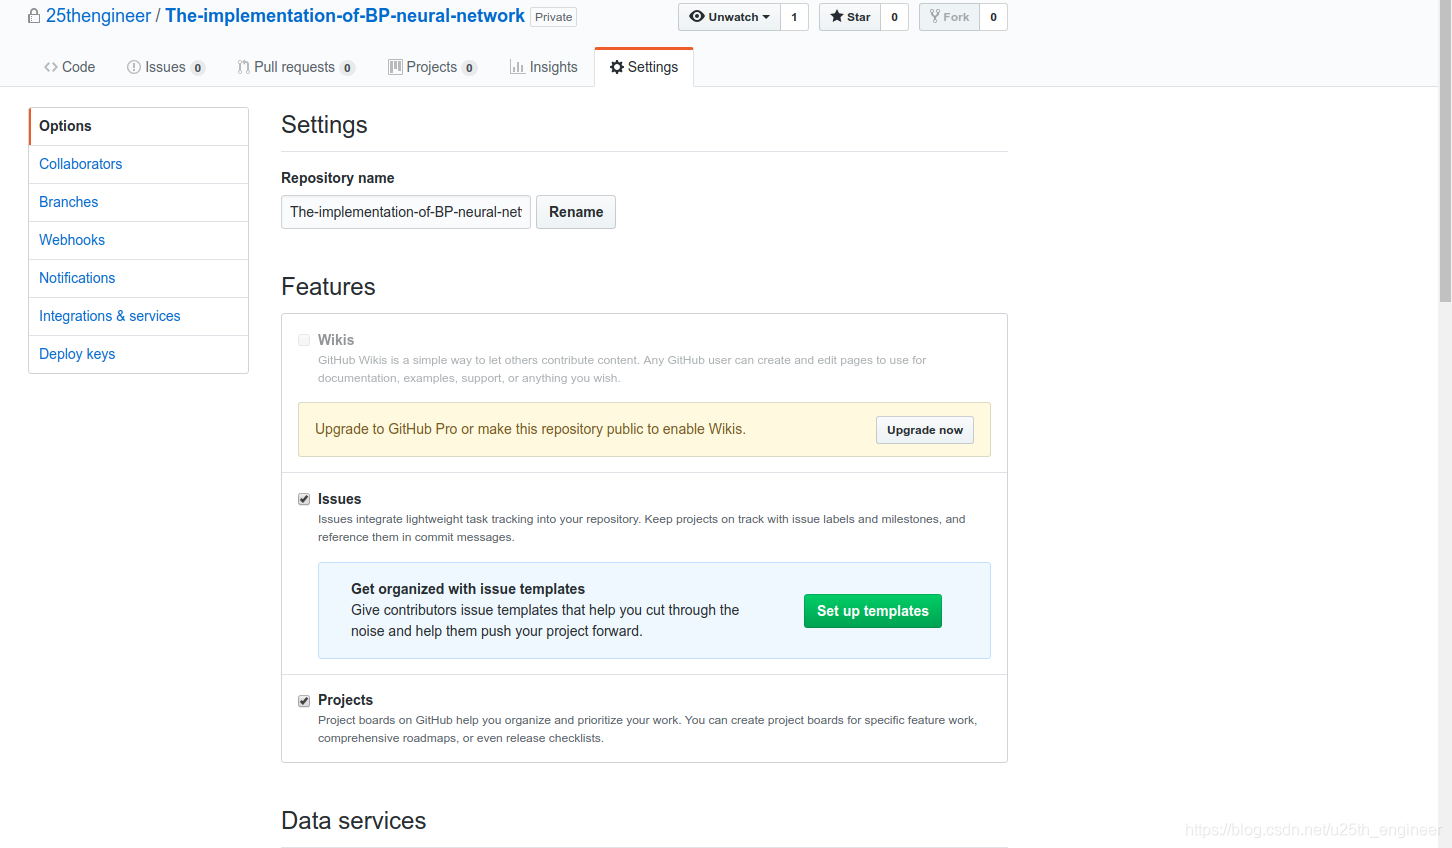 25thengineer / The-implementation-of-BP-neural-network Private Unwatch 1 Star 0 Fork 0
Code Issues 0 Pull requests 0 Projects 0 Insights Settings
Options
Collaborators
Branches
Webhooks
Notifications
Integrations & services
Deploy keys
Settings
Repository name
The-implementation-of-BP-neural-net Rename
Features
Wikis
GitHub Wikis is a simple way to let others contribute content. Any GitHub user can create and edit pages to use for
documentation, examples, support, or anything you wish.
Upgrade to GitHub Pro or make this repository public to enable Wikis. Upgrade now
Issues
Issues integrate lightweight task tracking into your repository. Keep projects on track with issue labels and milestones, and
reference them in commit messages.
Get organized with issue templates
Give contributors issue templates that help you cut through the
noise and help them push your project forward.
Set up templates
Projects
Project boards on GitHub help you organize and prioritize your work. You can create project boards for specific feature work,
comprehensive roadmaps, or even release checklists.
Data services
https://blog.csdn.net/u25th_engineer